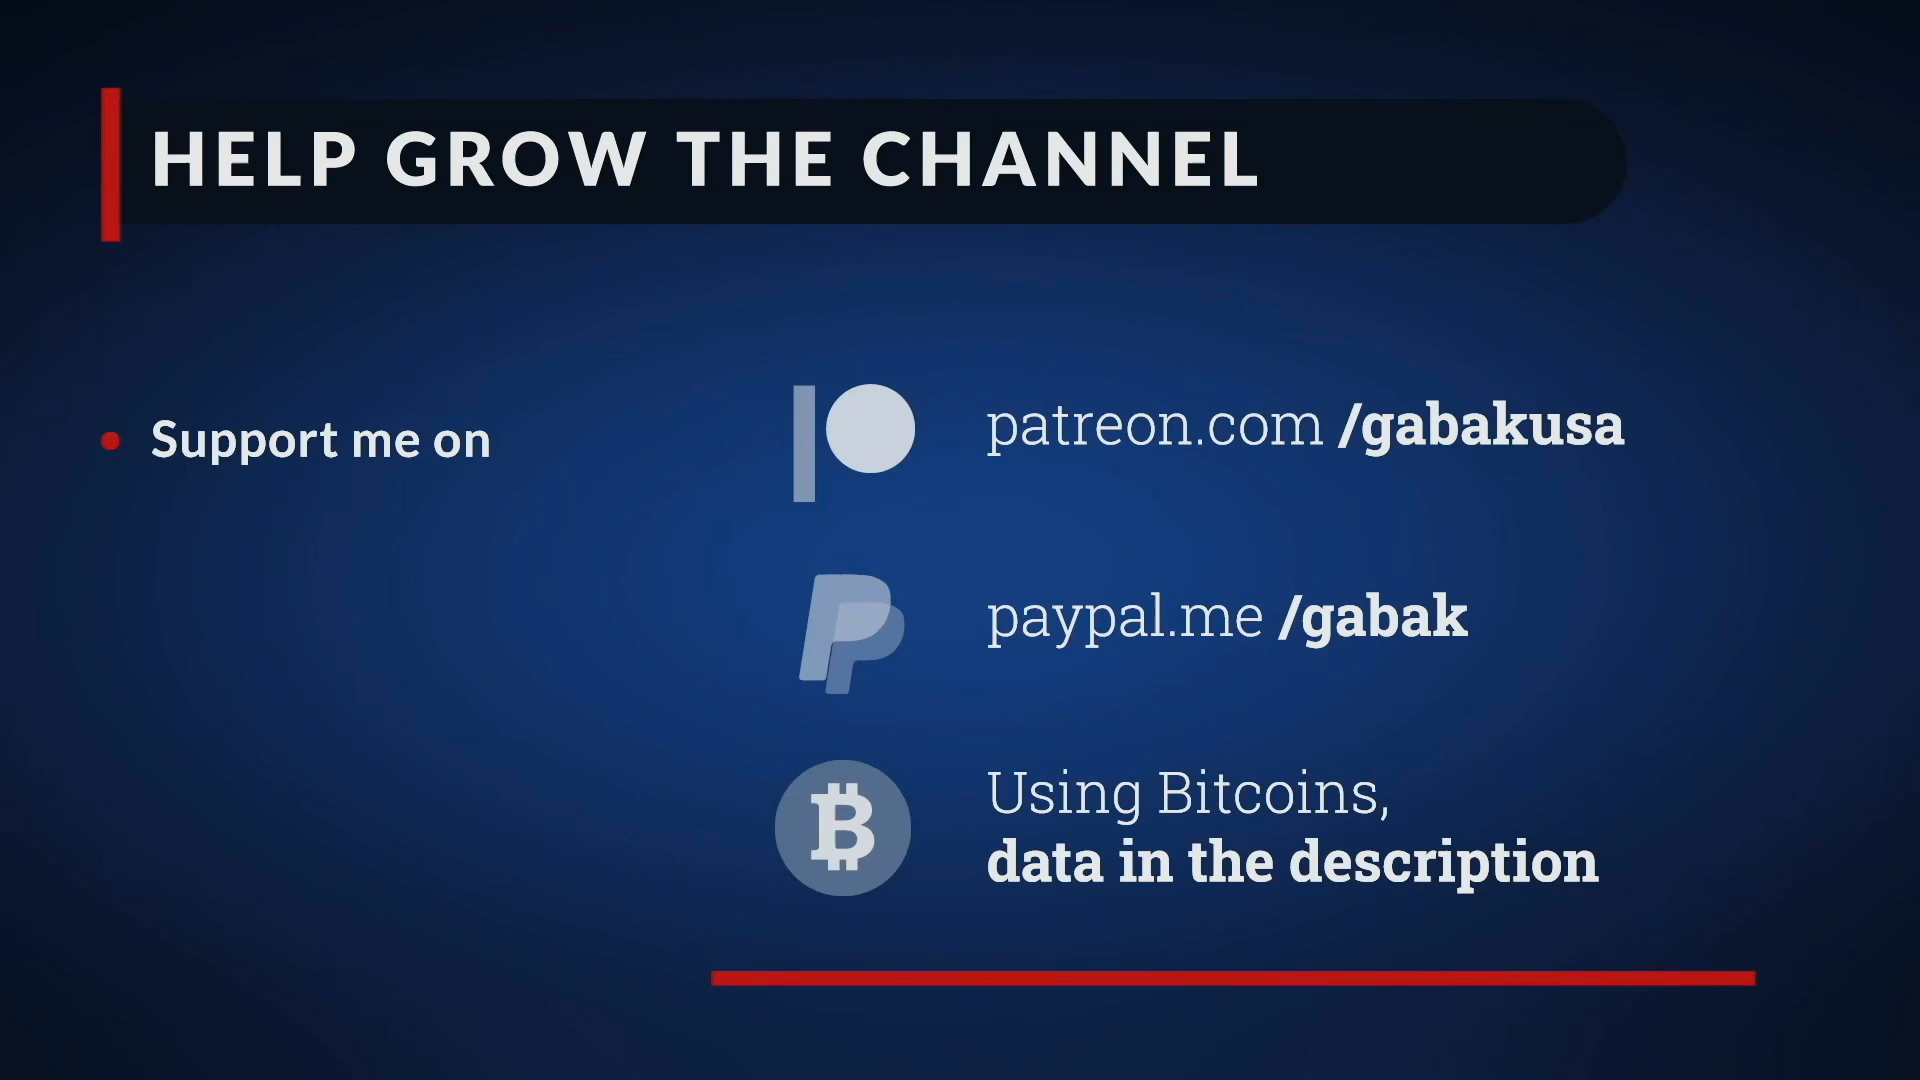 HELP GROW THE CHANNEL
Support me on
patreon.com /gabakusa
paypal.me /gabak
Using Bitcoins,
data in the description